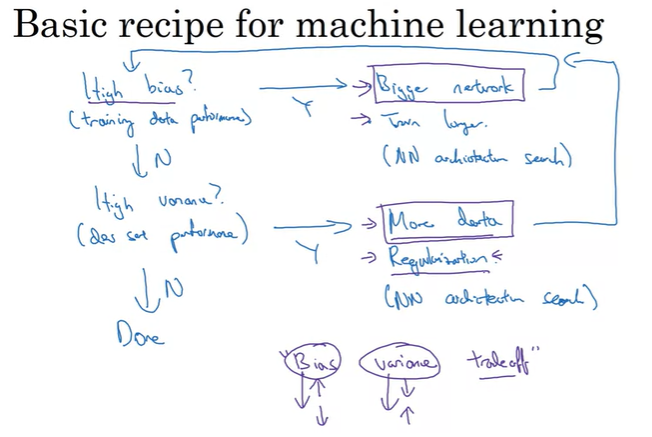 Basic recipe for machine learning
High bias?
(training data performance)
Y
Bigger network
Train longer.
(NN architecture search)
N
High variance?
(dev set performance)
Y
More data
Regularization
(NN architecture search)
N
Done
"Bias variance tradeoff"